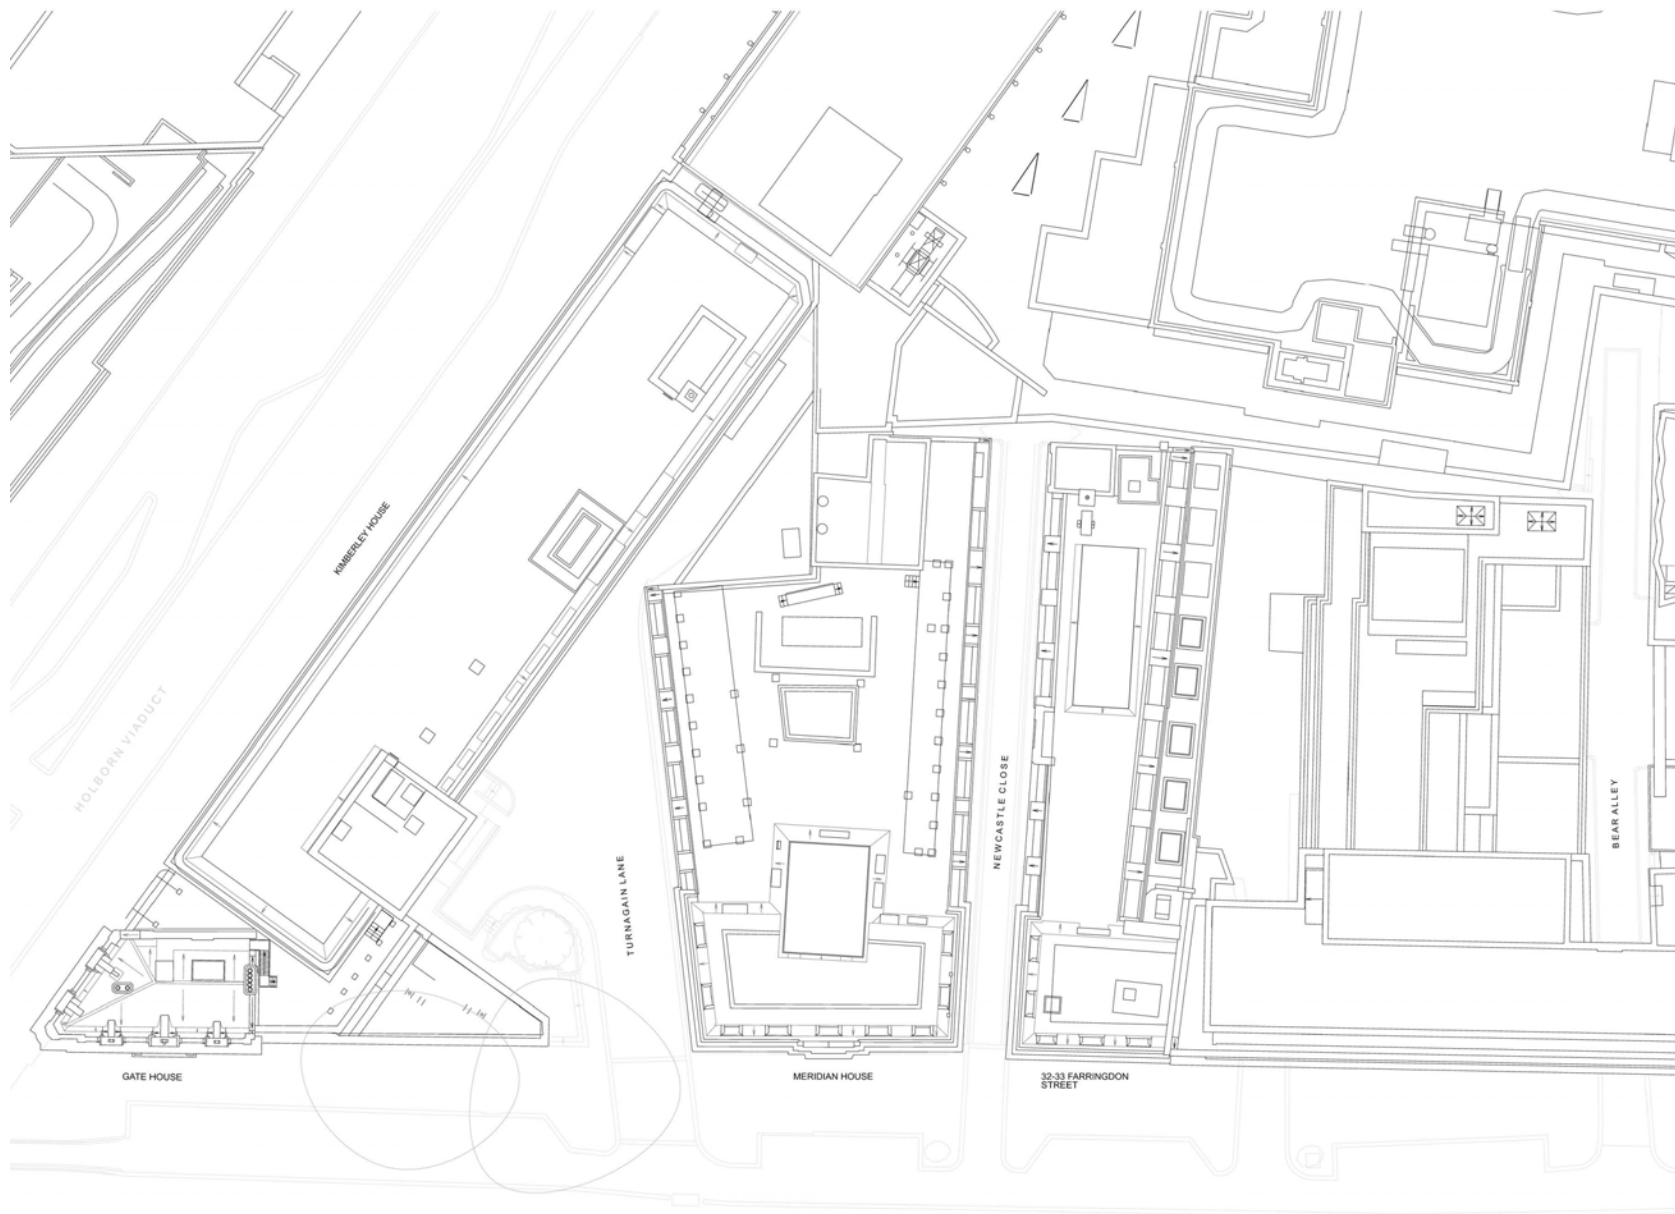 KIMBERLEY HOUSE
HOLBORN VIADUCT
TURNAGAIN LANE
NEWCASTLE CLOSE
BEAR ALLEY
GATE HOUSE
MERIDIAN HOUSE
32-33 FARRINGDON
STREET